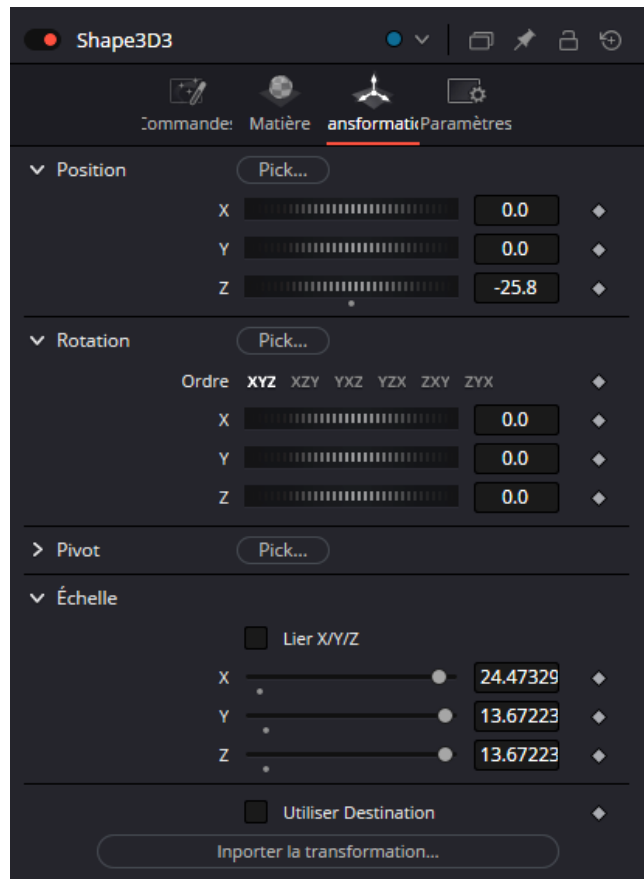 Shape3D3
Commandes Matière ansformatic Paramètres
Position Pick...
X 0.0
Y 0.0
Z -25.8
Rotation Pick...
Ordre XYZ XZY YXZ YZX ZXY ZYX
X 0.0
Y 0.0
Z 0.0
Pivot Pick...
Échelle
Lier X/Y/Z
X 24.47329
Y 13.67223
Z 13.67223
Utiliser Destination
Inporter la transformation...